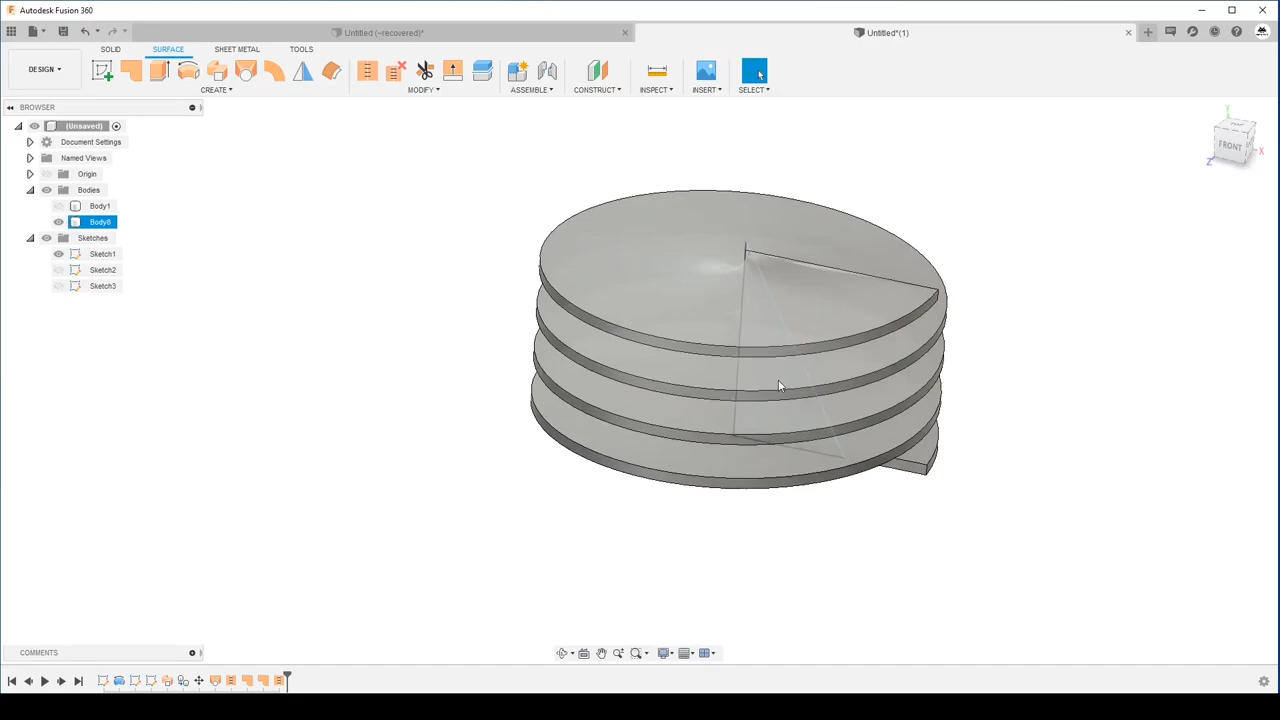 Autodesk Fusion 360
Untitled (~recovered)*
Untitled*(1)
SOLID SURFACE SHEET METAL TOOLS
DESIGN
CREATE MODIFY ASSEMBLE CONSTRUCT INSPECT INSERT SELECT
BROWSER
(Unsaved)
Document Settings
Named Views
Origin
Bodies
Body1
Body8
Sketches
Sketch1
Sketch2
Sketch3
Y
TOP
FRONT
X
Z
COMMENTS